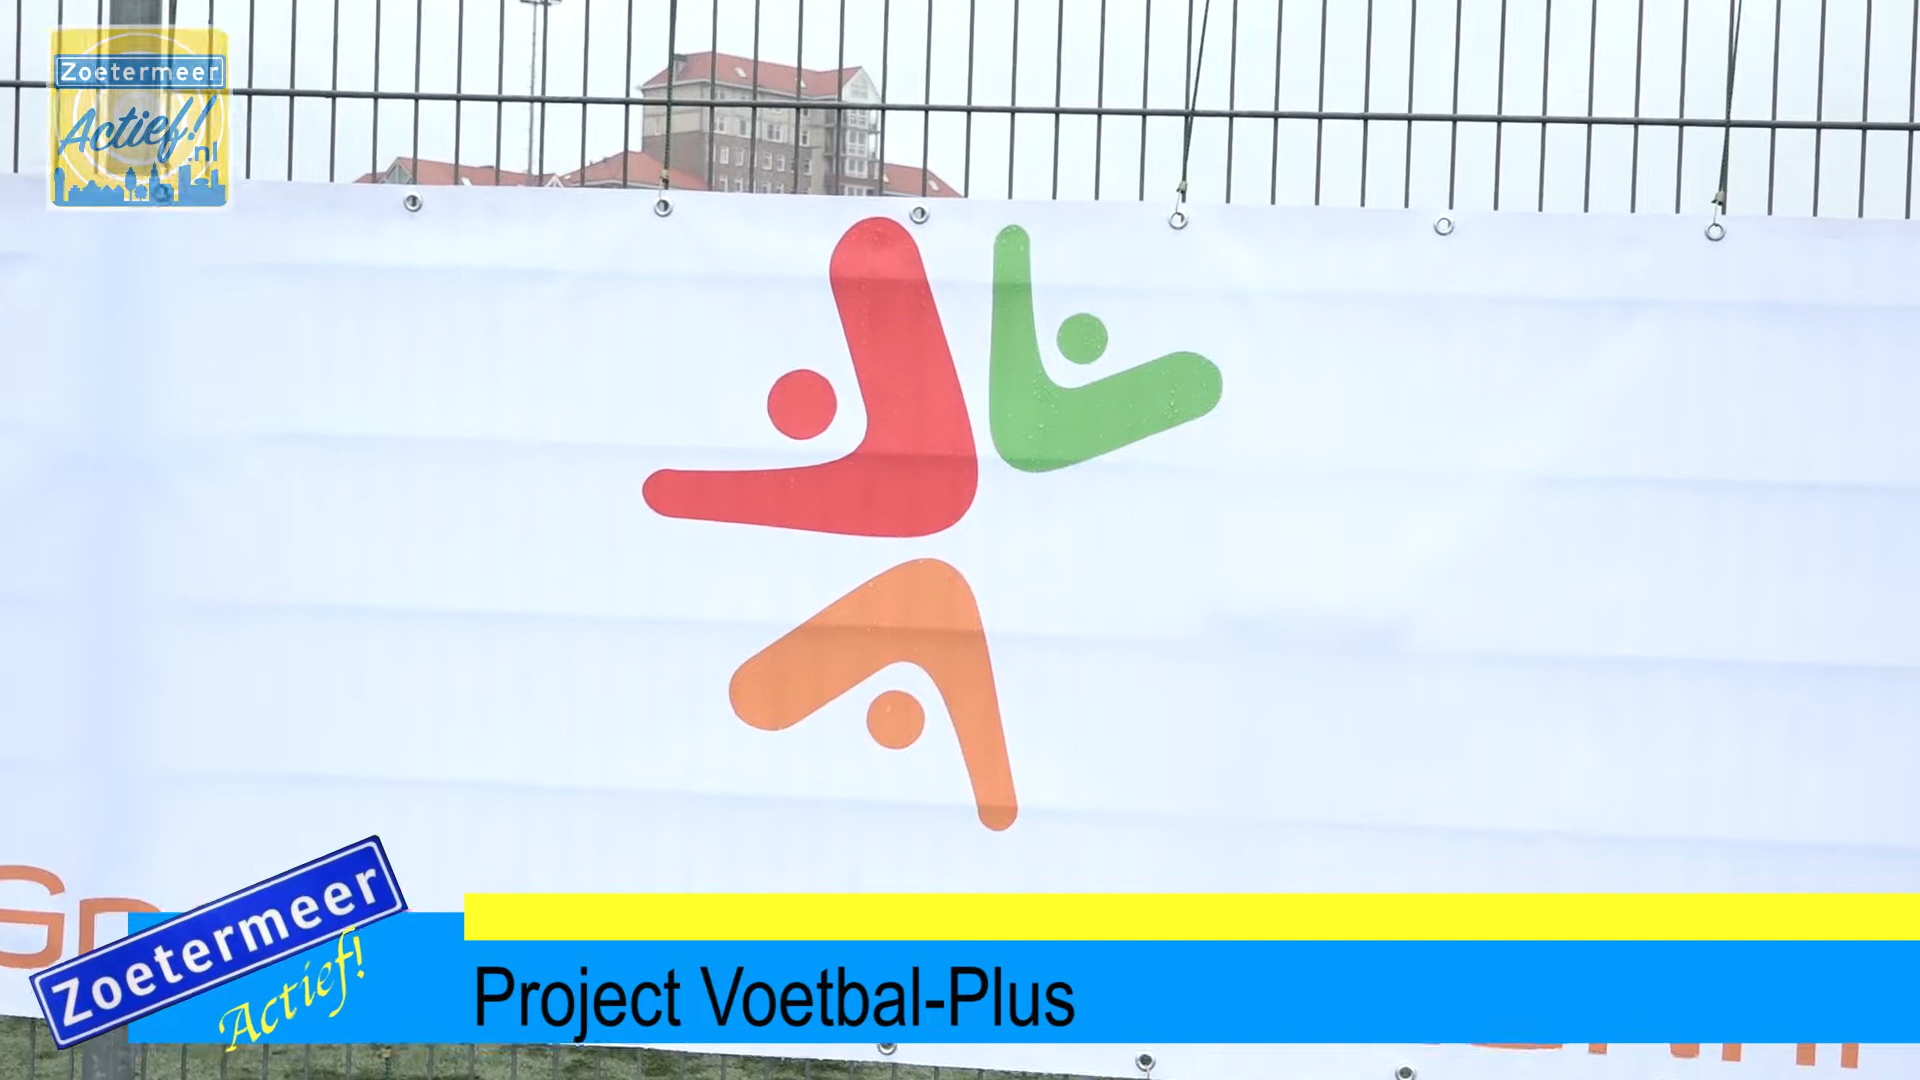 Zoetermeer
Actief!
.nl
Zoetermeer
Actief!
Project Voetbal-Plus